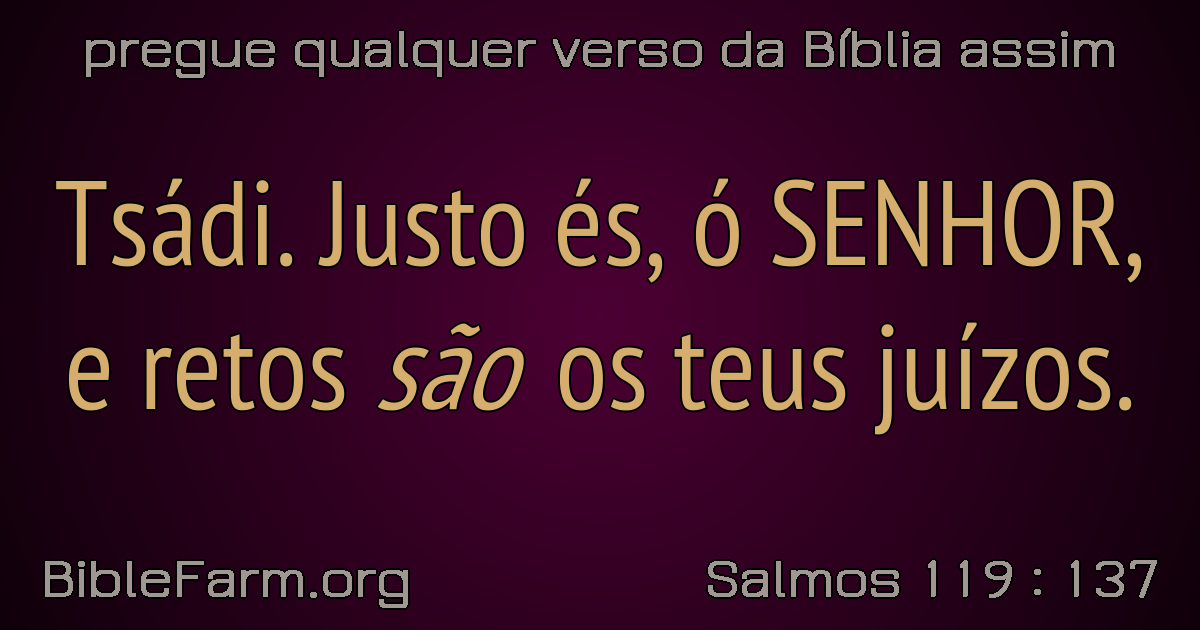 pregue qualquer verso da Bíblia assim
Tsádi. Justo és, ó SENHOR,
e retos são os teus juízos.
BibleFarm.org
Salmos 119 : 137